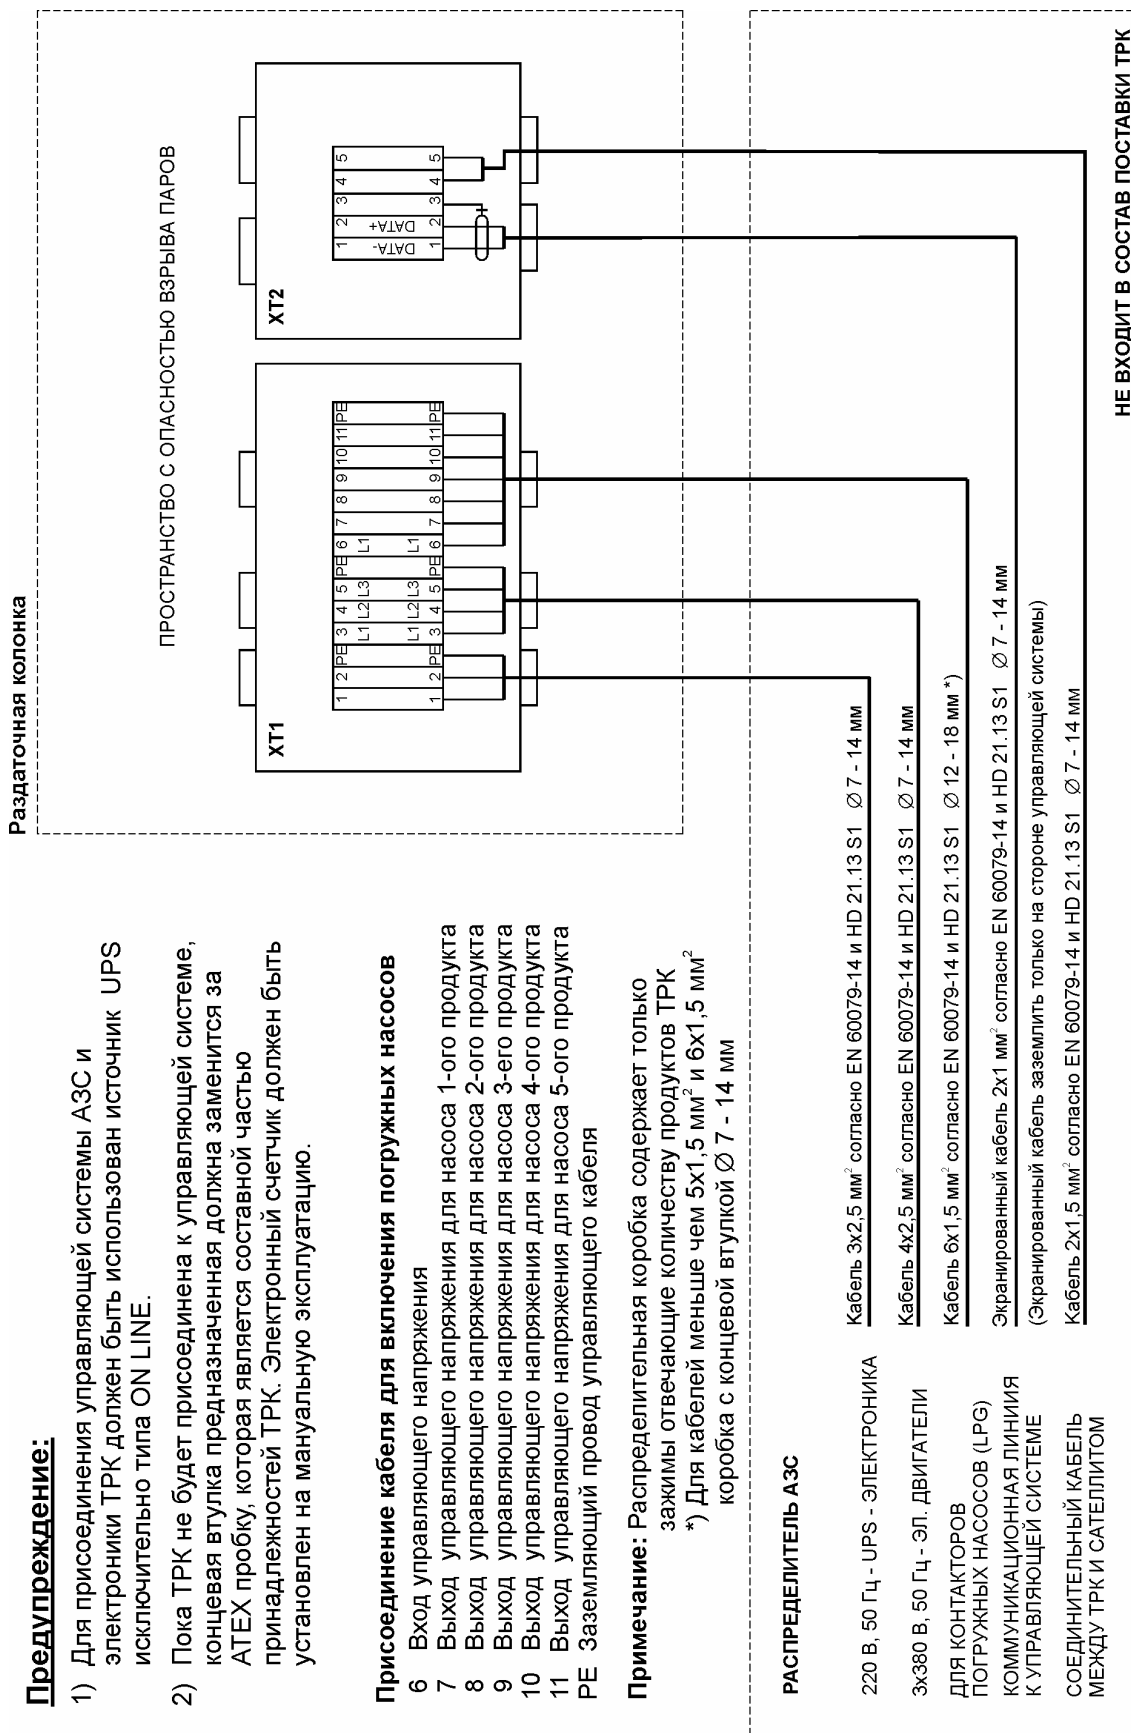 Предупреждение:
1) Для присоединения управляющей системы АЗС и
электроники ТРК должен быть использован источник UPS
исключительно типа ON LINE.
2) Пока ТРК не будет присоединена к управляющей системе,
концевая втулка предназначенная должна заменится за
ATEX пробку, которая является составной частью
принадлежностей ТРК. Электронный счетчик должен быть
установлен на мануальную эксплуатацию.
Присоединение кабеля для включения погружных насосов
6 Вход управляющего напряжения
7 Выход управляющего напряжения для насоса 1-ого продукта
8 Выход управляющего напряжения для насоса 2-ого продукта
9 Выход управляющего напряжения для насоса 3-его продукта
10 Выход управляющего напряжения для насоса 4-ого продукта
11 Выход управляющего напряжения для насоса 5-ого продукта
PE Заземляющий провод управляющего кабеля
Примечание: Распределительная коробка содержает только
зажимы отвечающие количеству продуктов ТРК
*) Для кабелей меньше чем 5x1,5 мм² и 6x1,5 мм²
коробка с концевой втулкой Ø 7 - 14 мм
Раздаточная колонка
ПРОСТРАНСТВО С ОПАСНОСТЬЮ ВЗРЫВА ПАРОВ
XT1
1 2 PE 3 4 5 PE 6 7 8 9 10 11 PE
L1 L2 L3 L1
L1 L2 L3 L1
1 2 PE 3 4 5 PE 6 7 8 9 10 11 PE
XT2
1 2 3 4 5
DATA- DATA+
1 2 3 4 5
РАСПРЕДЕЛИТЕЛЬ АЗС
220 В, 50 Гц - UPS - ЭЛЕКТРОНИКА
Кабель 3x2,5 мм² согласно EN 60079-14 и HD 21.13 S1 Ø 7 - 14 мм
3x380 В, 50 Гц - ЭЛ. ДВИГАТЕЛИ
Кабель 4x2,5 мм² согласно EN 60079-14 и HD 21.13 S1 Ø 7 - 14 мм
ДЛЯ КОНТАКТОРОВ
ПОГРУЖНЫХ НАСОСОВ (LPG)
Кабель 6x1,5 мм² согласно EN 60079-14 и HD 21.13 S1 Ø 12 - 18 мм *)
КОММУНИКАЦИОННАЯ ЛИНИЯ
К УПРАВЛЯЮЩЕЙ СИСТЕМЕ
Экранированный кабель 2x1 мм² согласно EN 60079-14 и HD 21.13 S1 Ø 7 - 14 мм
(Экранированный кабель заземлить только на стороне управляющей системы)
СОЕДИНИТЕЛЬНЫЙ КАБЕЛЬ
МЕЖДУ ТРК И САТЕЛЛИТОМ
Кабель 2x1,5 мм² согласно EN 60079-14 и HD 21.13 S1 Ø 7 - 14 мм
НЕ ВХОДИТ В СОСТАВ ПОСТАВКИ ТРК